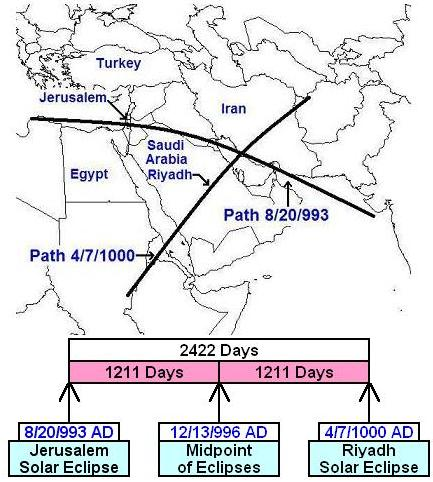 Turkey
Jerusalem
Iran
Saudi
Arabia
Riyadh
Egypt
Path 8/20/993
Path 4/7/1000
2422 Days
1211 Days
1211 Days
8/20/993 AD
12/13/996 AD
4/7/1000 AD
Jerusalem
Solar Eclipse
Midpoint
of Eclipses
Riyadh
Solar Eclipse